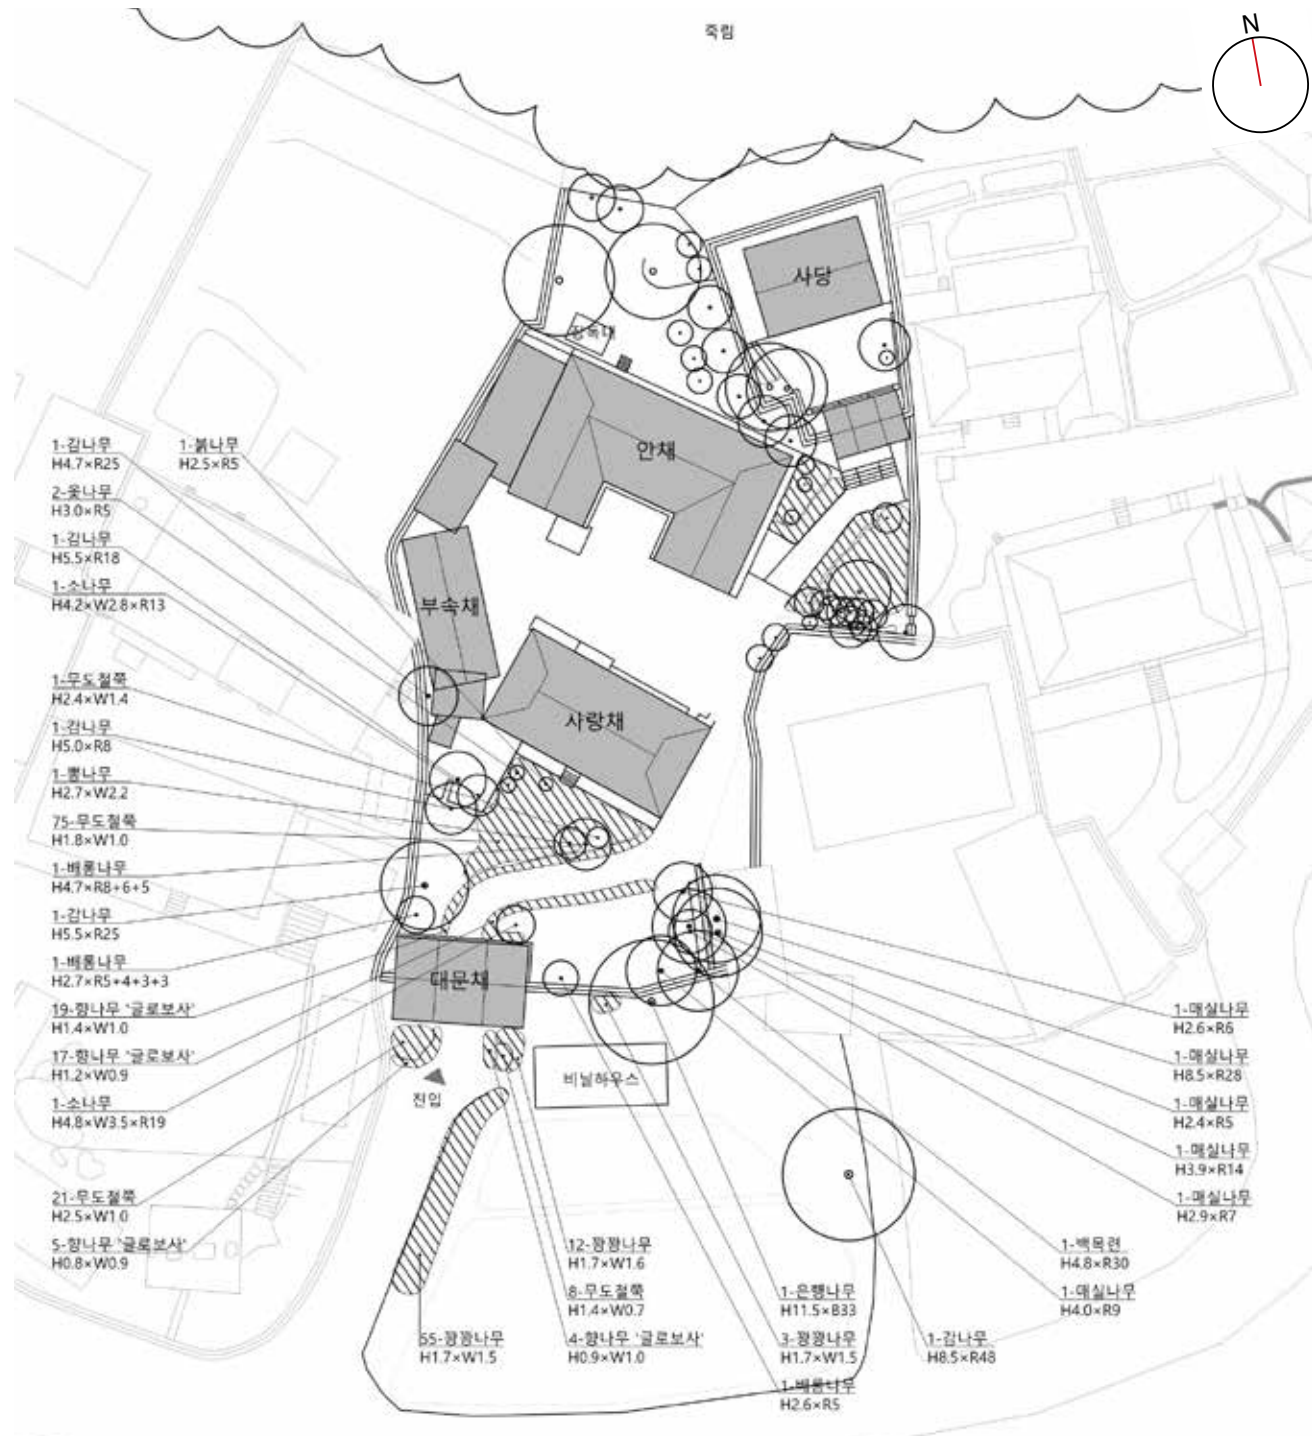 죽림
N
사당
장독대
안채
부속채
사랑채
대문채
비닐하우스
진입
1-감나무
H4.7×R25
1-붉나무
H2.5×R5
2-옻나무
H3.0×R5
1-감나무
H5.5×R18
1-소나무
H4.2×W2.8×R13
1-무도철쭉
H2.4×W1.4
1-감나무
H5.0×R8
1-뽕나무
H2.7×W2.2
75-무도철쭉
H1.8×W1.0
1-배롱나무
H4.7×R8+6+5
1-감나무
H5.5×R25
1-배롱나무
H2.7×R5+4+3+3
19-향나무 '글로보사'
H1.4×W1.0
17-향나무 '글로보사'
H1.2×W0.9
1-소나무
H4.8×W3.5×R19
21-무도철쭉
H2.5×W1.0
5-향나무 '글로보사'
H0.8×W0.9
55-꽝꽝나무
H1.7×W1.5
12-꽝꽝나무
H1.7×W1.6
8-무도철쭉
H1.4×W0.7
4-향나무 '글로보사'
H0.9×W1.0
1-은행나무
H11.5×B33
3-꽝꽝나무
H1.7×W1.5
1-배롱나무
H2.6×R5
1-감나무
H8.5×R48
1-매실나무
H2.6×R6
1-매실나무
H8.5×R28
1-매실나무
H2.4×R5
1-매실나무
H3.9×R14
1-매실나무
H2.9×R7
1-백목련
H4.8×R30
1-매실나무
H4.0×R9